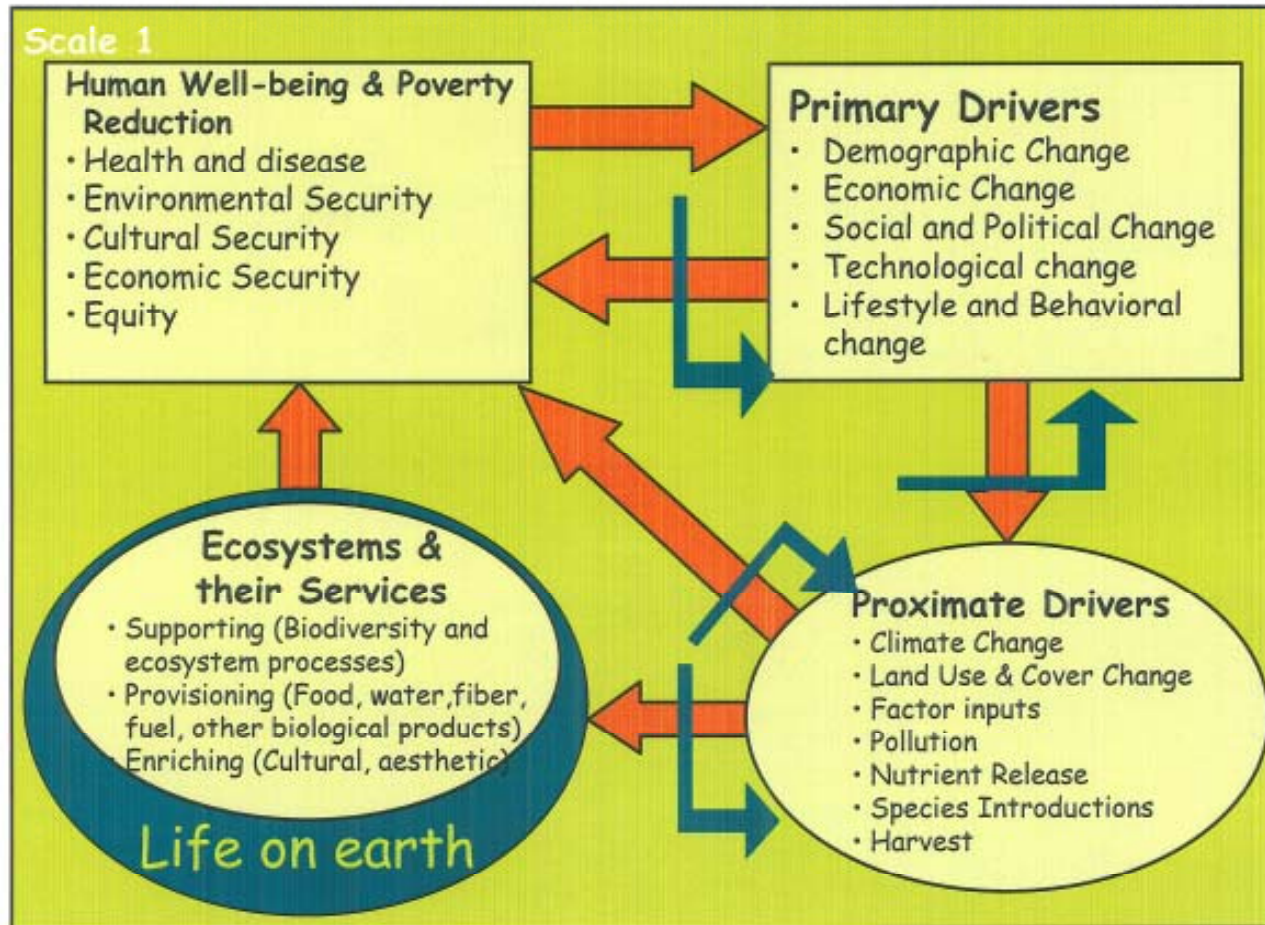 Scale 1
Human Well-being & Poverty
Reduction
• Health and disease
• Environmental Security
• Cultural Security
• Economic Security
• Equity
Primary Drivers
• Demographic Change
• Economic Change
• Social and Political Change
• Technological change
• Lifestyle and Behavioral
change
Ecosystems &
their Services
• Supporting (Biodiversity and
ecosystem processes)
• Provisioning (Food, water,fiber,
fuel, other biological products)
• Enriching (Cultural, aesthetic)
Life on earth
Proximate Drivers
• Climate Change
• Land Use & Cover Change
• Factor inputs
• Pollution
• Nutrient Release
• Species Introductions
• Harvest